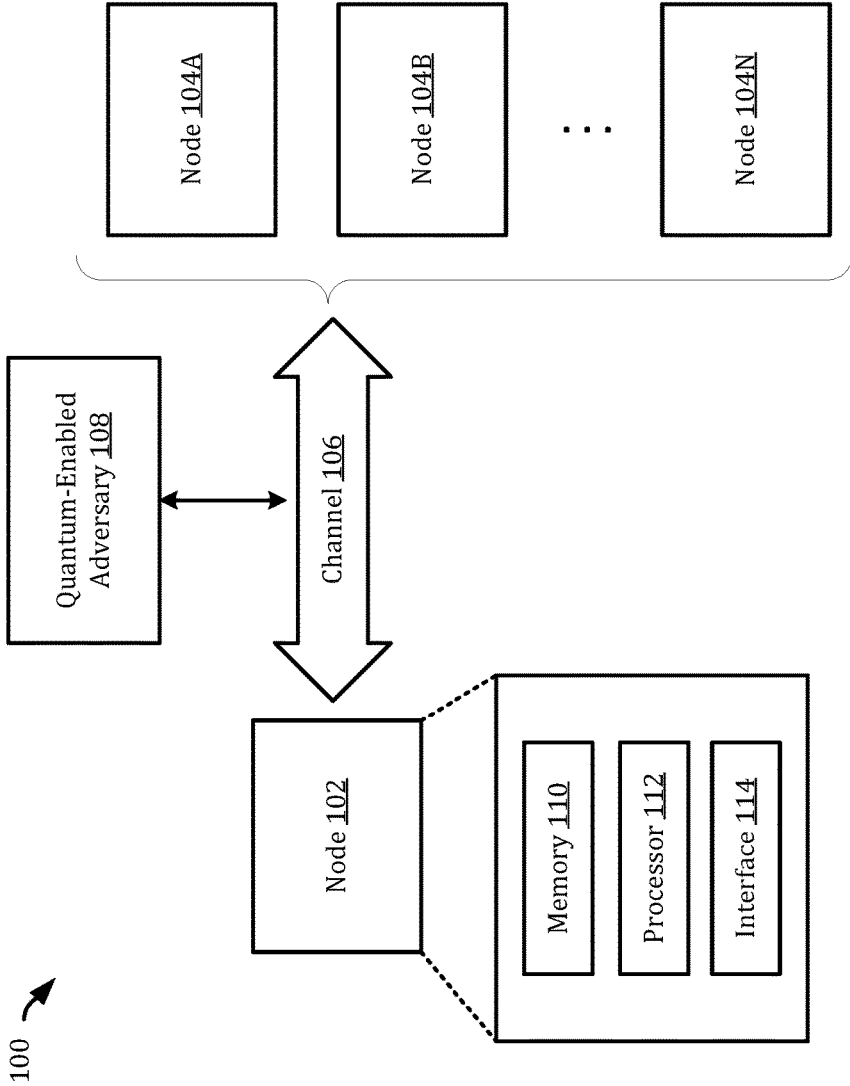 100
Quantum-Enabled
Adversary 108
Node 102
Channel 106
Node 104A
Node 104B
...
Node 104N
Memory 110
Processor 112
Interface 114